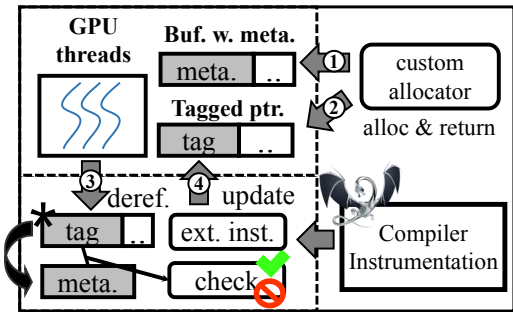 GPU
threads
Buf. w. meta.
meta. ..
1
custom
allocator
2
Tagged ptr.
tag ..
alloc & return
3
deref.
4
update
* tag ..
ext. inst.
meta.
check
Compiler
Instrumentation